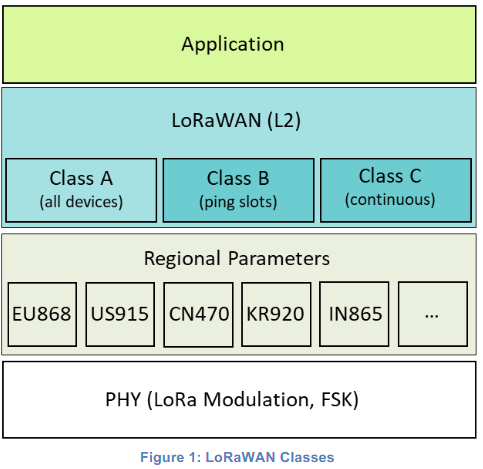 Application
LoRaWAN (L2)
Class A
(all devices)
Class B
(ping slots)
Class C
(continuous)
Regional Parameters
EU868
US915
CN470
KR920
IN865
...
PHY (LoRa Modulation, FSK)
Figure 1: LoRaWAN Classes